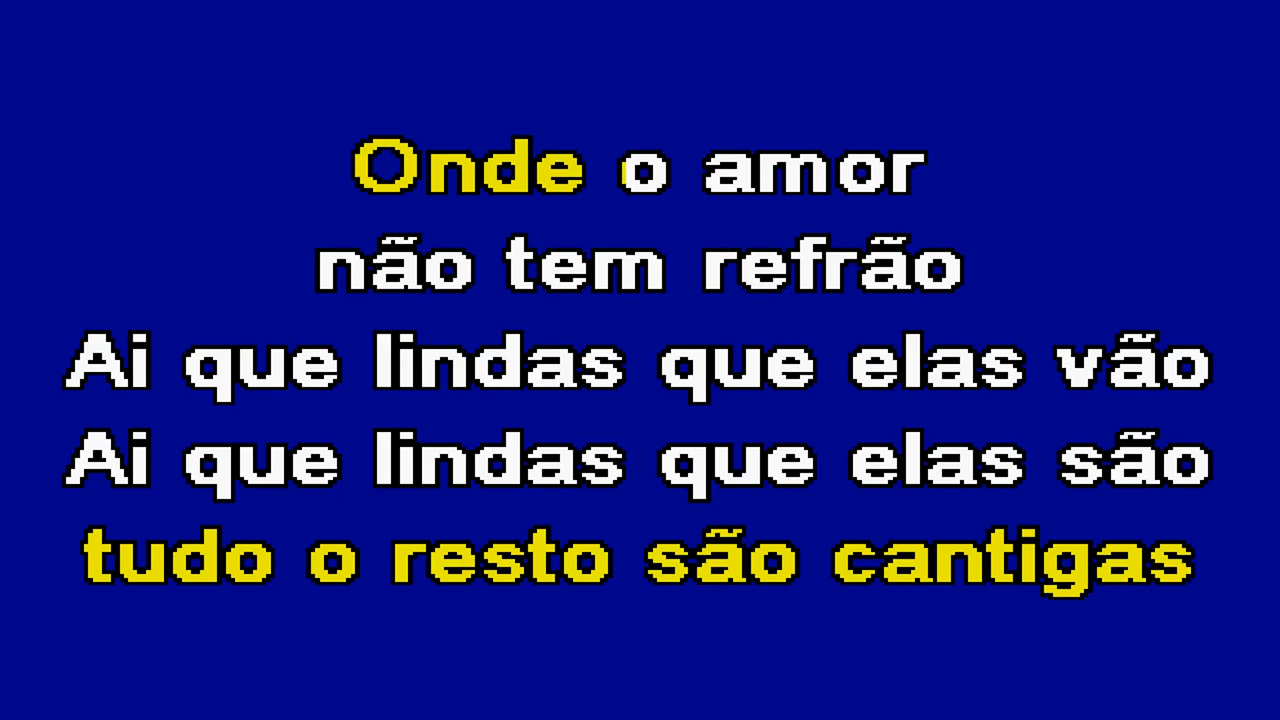 Onde o amor
não tem refrão
Ai que lindas que elas vão
Ai que lindas que elas são
tudo o resto são cantigas